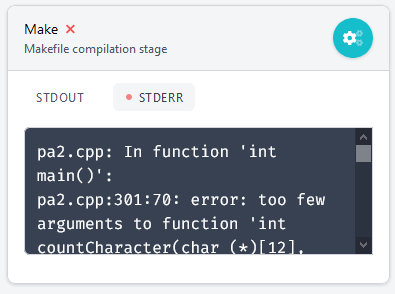 Make
Makefile compilation stage
STDOUT
STDERR
pa2.cpp: In function 'int
main()':
pa2.cpp:301:70: error: too few
arguments to function 'int
countCharacter(char (*)[12],